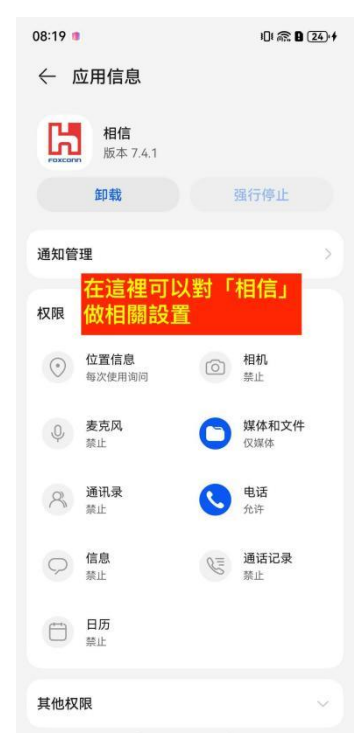 08:19
24
应用信息
FOXCONN
相信
版本 7.4.1
卸载
强行停止
通知管理
在這裡可以對「相信」
做相關設置
权限
位置信息
每次使用询问
相机
禁止
麦克风
禁止
媒体和文件
仅媒体
通讯录
禁止
电话
允许
信息
禁止
通话记录
禁止
日历
禁止
其他权限